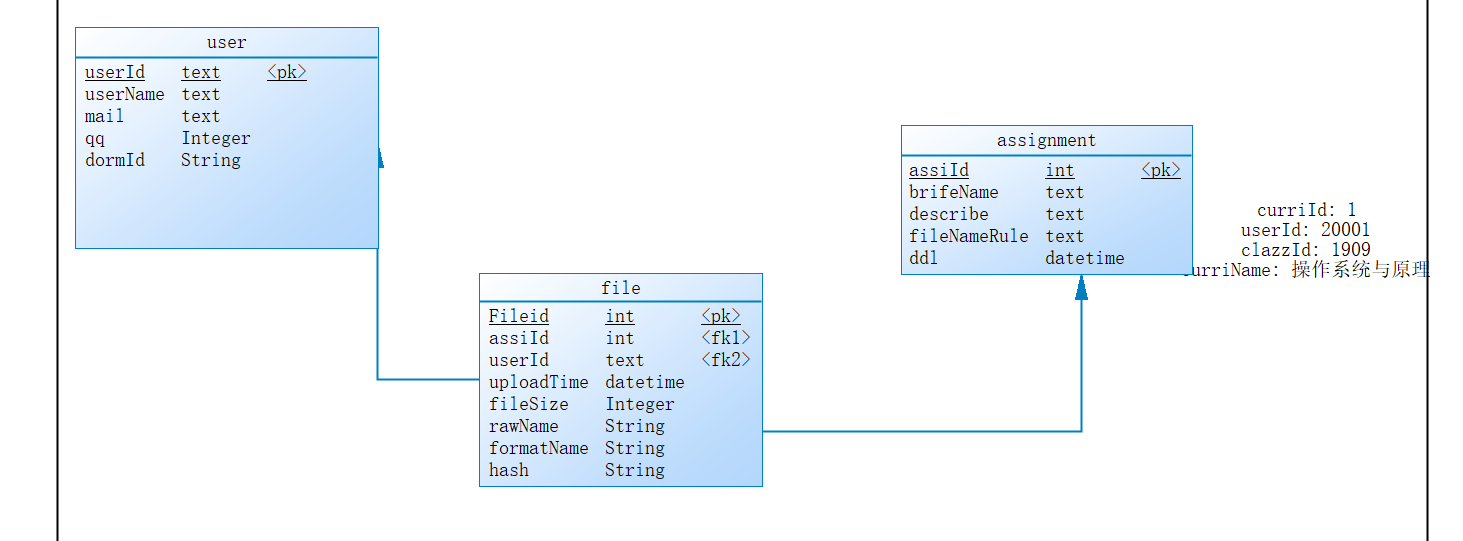 user
userId text <pk>
userName text
mail text
qq Integer
dormId String
assignment
assiId int <pk>
brifeName text
describe text
fileNameRule text
ddl datetime
curriId: 1
userId: 20001
clazzId: 1909
curriName: 操作系统与原理
file
Fileid int <pk>
assiId int <fk1>
userId text <fk2>
uploadTime datetime
fileSize Integer
rawName String
formatName String
hash String